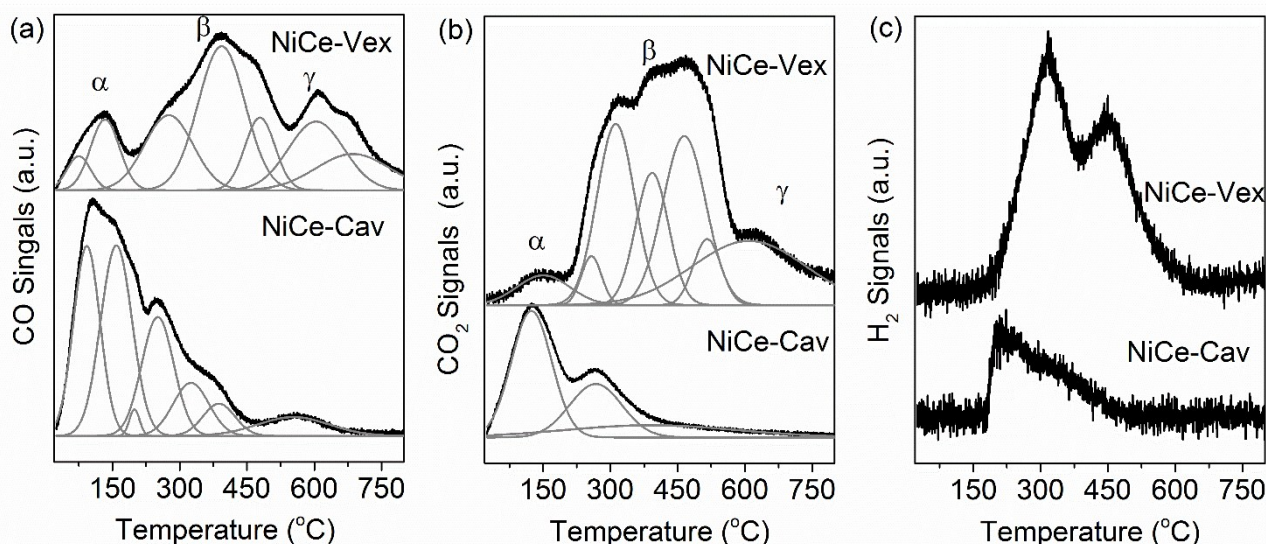 (a)
NiCe-Vex
α
β
γ
NiCe-Cav
CO Singals (a.u.)
150 300 450 600 750
Temperature (°C)
(b)
NiCe-Vex
α
β
γ
NiCe-Cav
CO₂ Signals (a.u.)
150 300 450 600 750
Temperature (°C)
(c)
NiCe-Vex
NiCe-Cav
H₂ Signals (a.u.)
150 300 450 600 750
Temperature (°C)